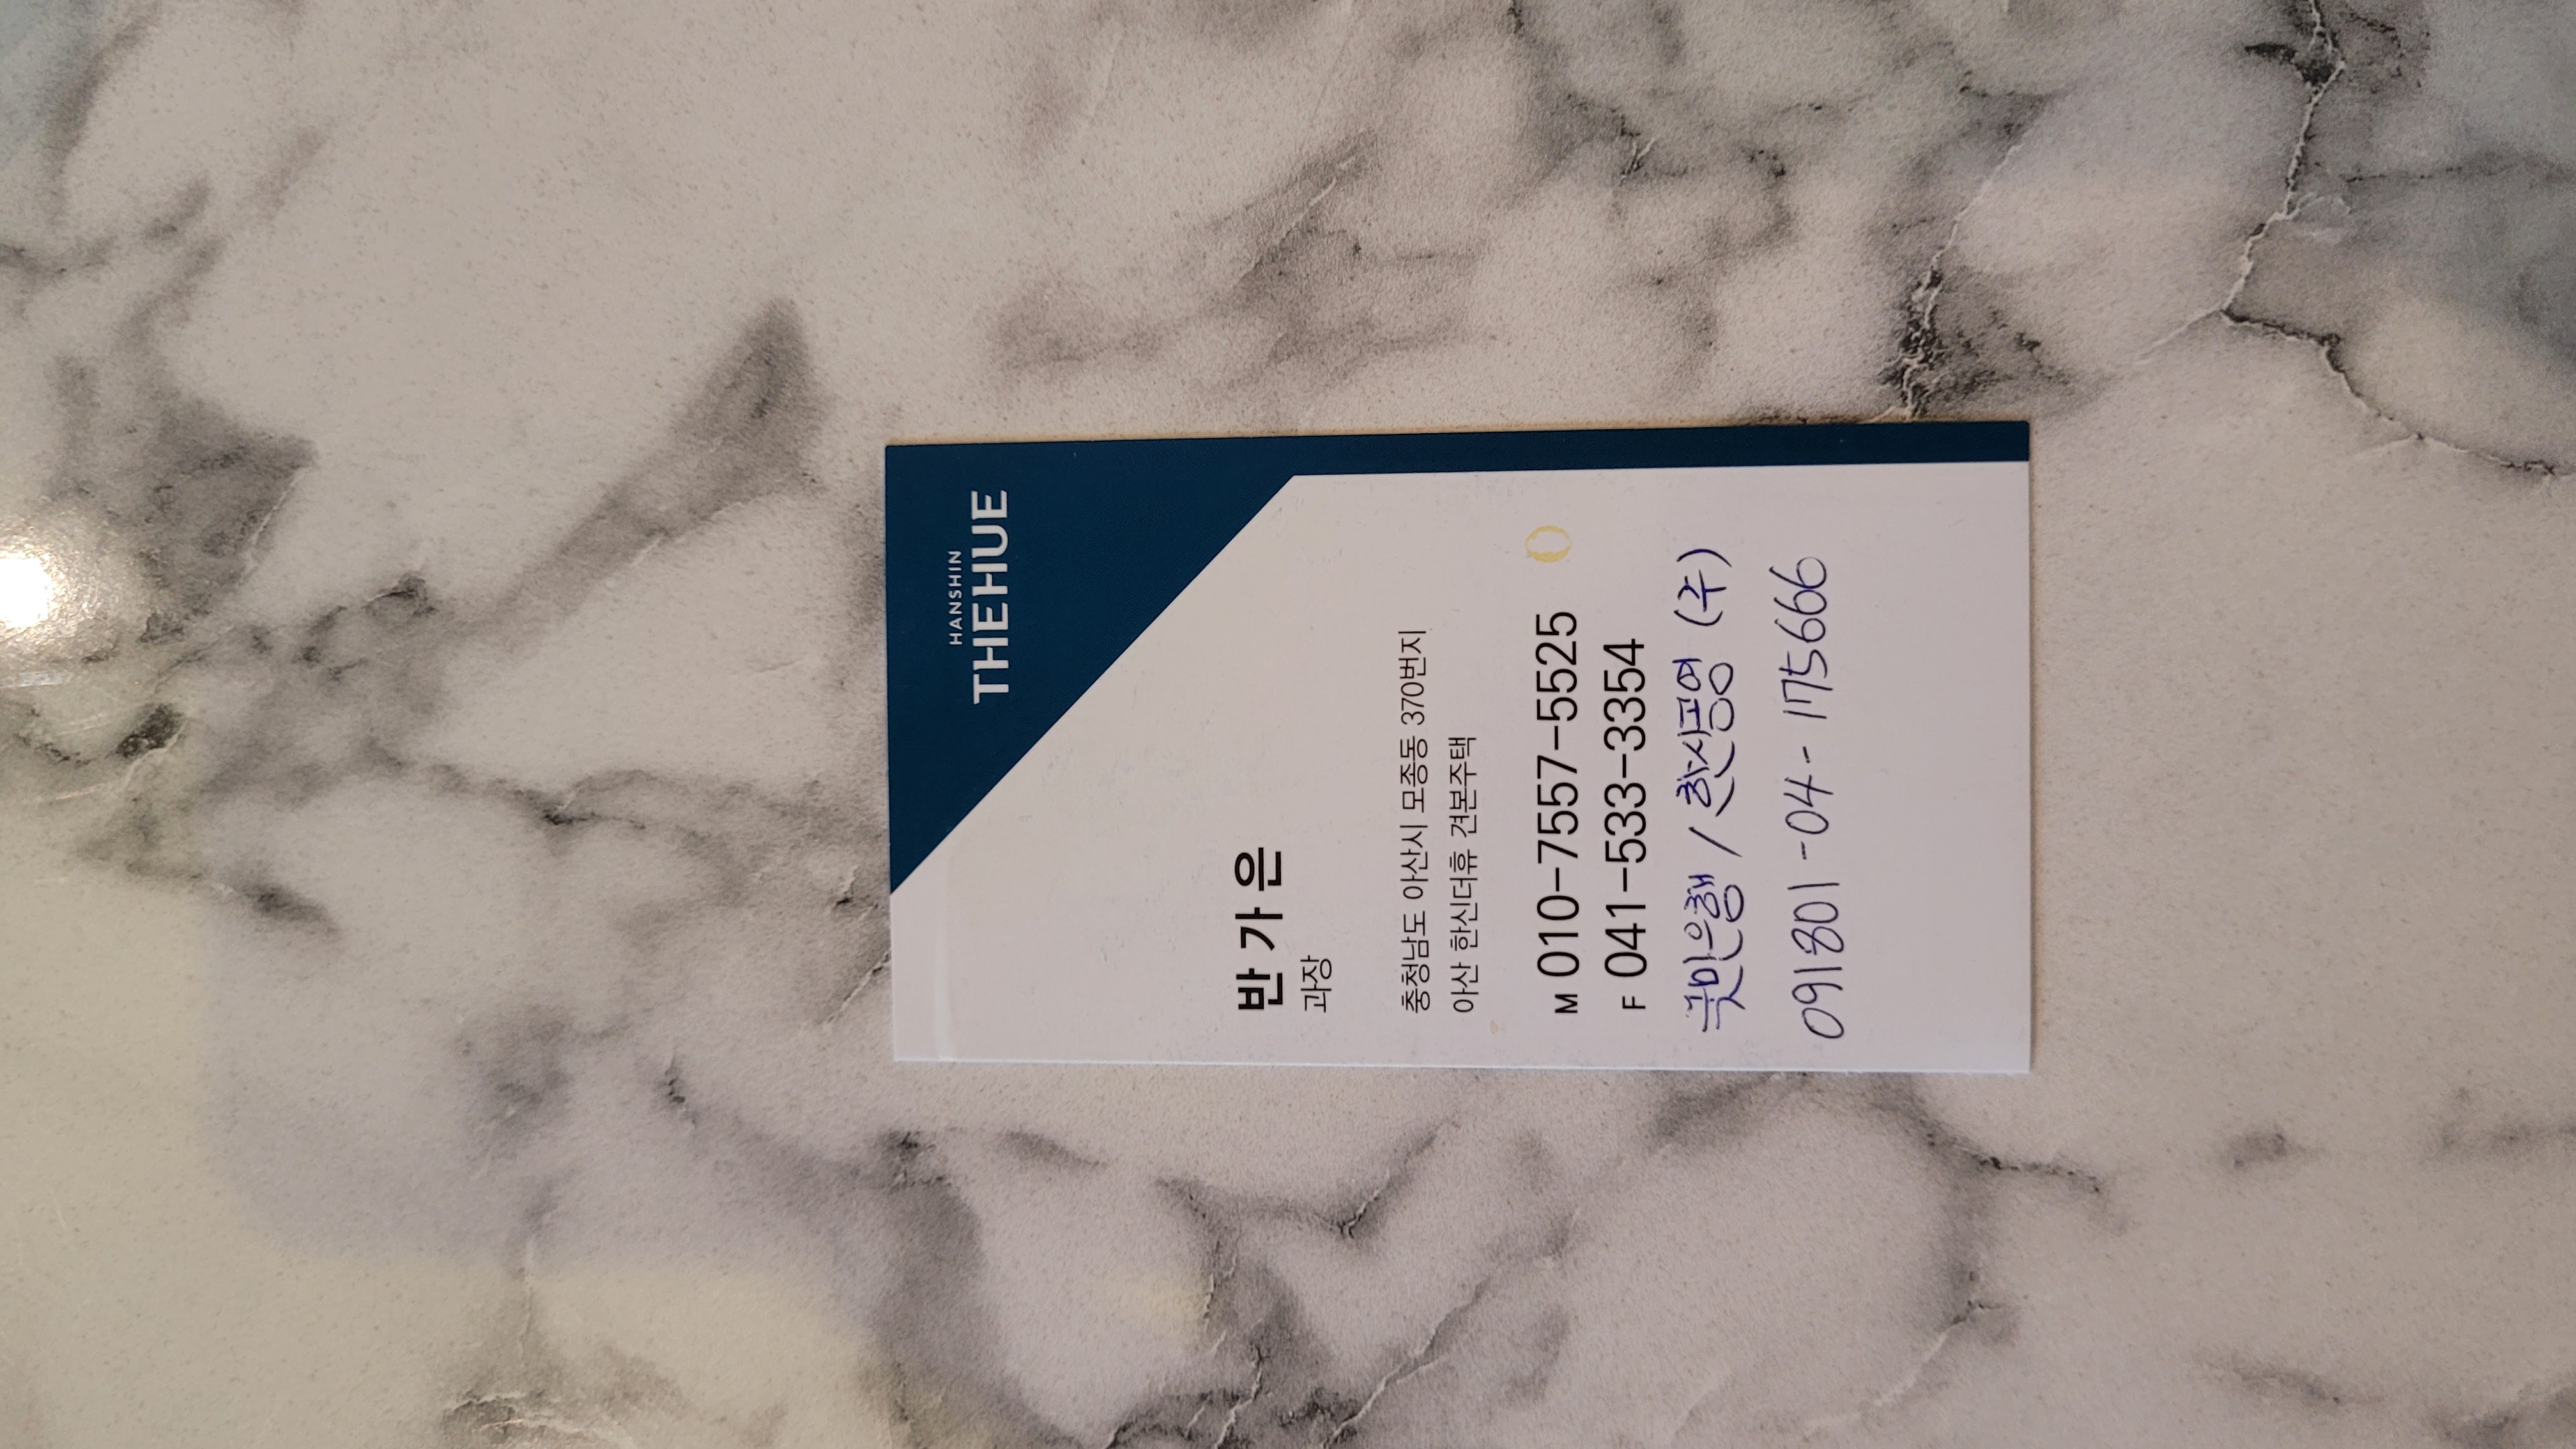 HANSHIN
THEHUE
반가은
과장
충청남도 아산시 모종동 370번지
아산 한신더휴 견본주택
M 010-7557-5525
F 041-533-3354
국민은행 / 한신공영 (주)
091801-04-175666